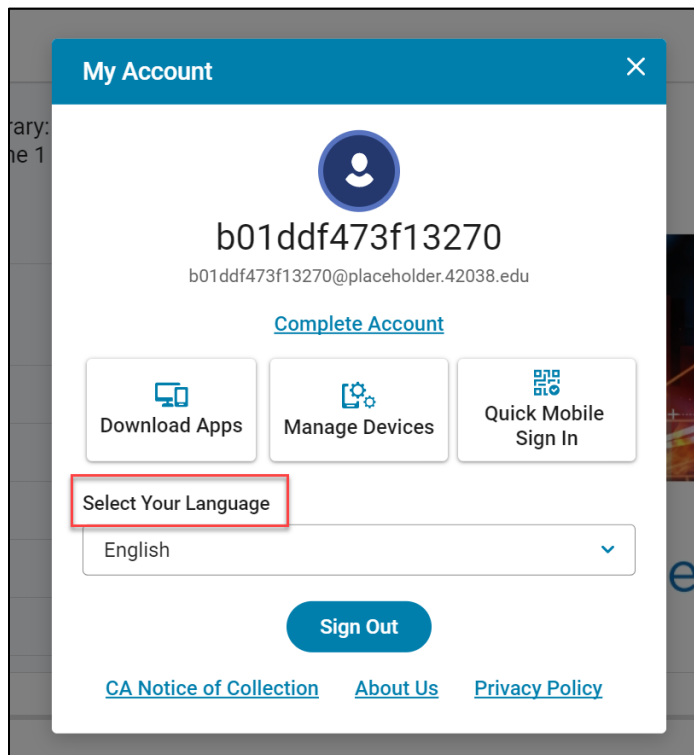 My Account
rary:
ne 1
b01ddf473f13270
b01ddf473f13270@placeholder.42038.edu
Complete Account
Download Apps
Manage Devices
Quick Mobile
Sign In
Select Your Language
English
e
Sign Out
CA Notice of Collection About Us Privacy Policy